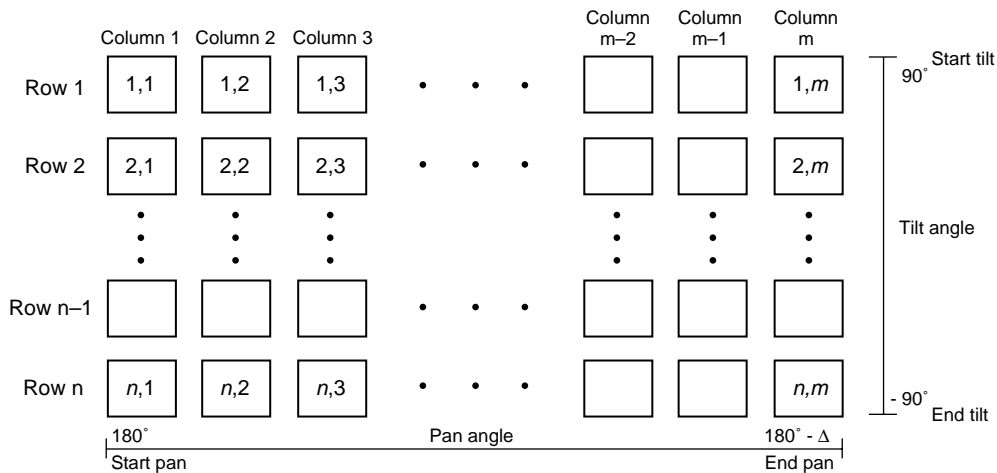 Column 1 Column 2 Column 3 Column m–2 Column m–1 Column m
Row 1 1,1 1,2 1,3 1,m 90° Start tilt
Row 2 2,1 2,2 2,3 2,m
Tilt angle
Row n–1
Row n n,1 n,2 n,3 n,m - 90° End tilt
180° Pan angle 180° - Δ
Start pan End pan